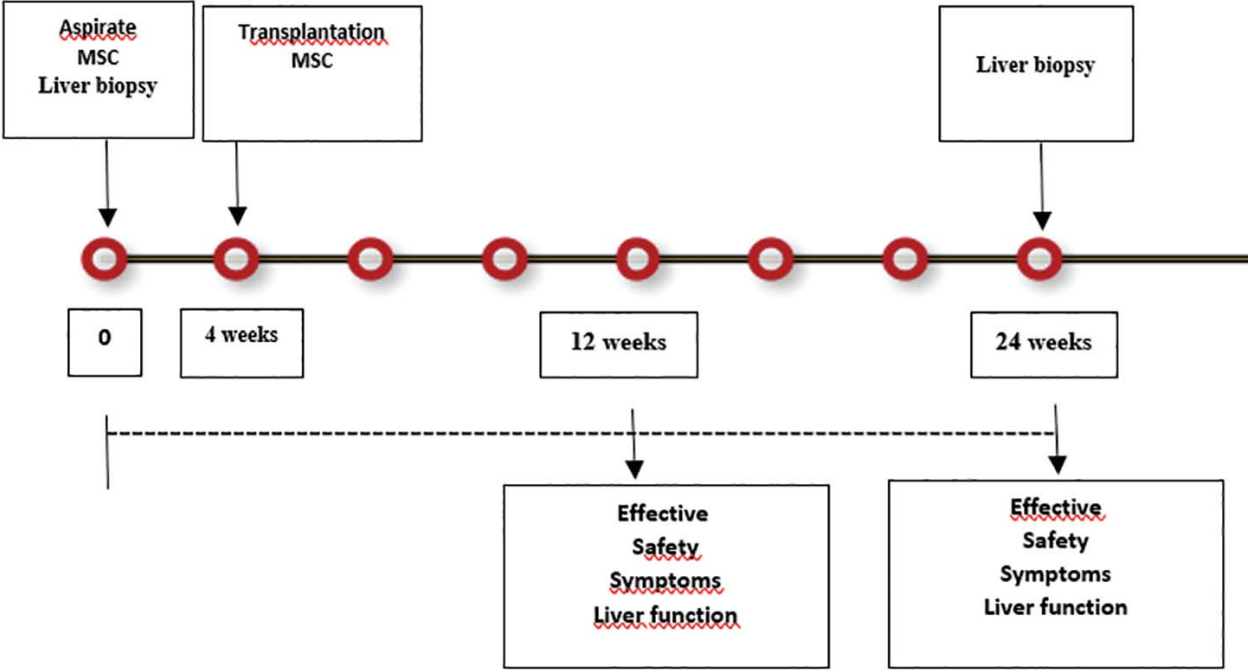 Aspirate
MSC
Liver biopsy
Transplantation
MSC
Liver biopsy
0
4 weeks
12 weeks
24 weeks
Effective
Safety
Symptoms
Liver function
Effective
Safety
Symptoms
Liver function